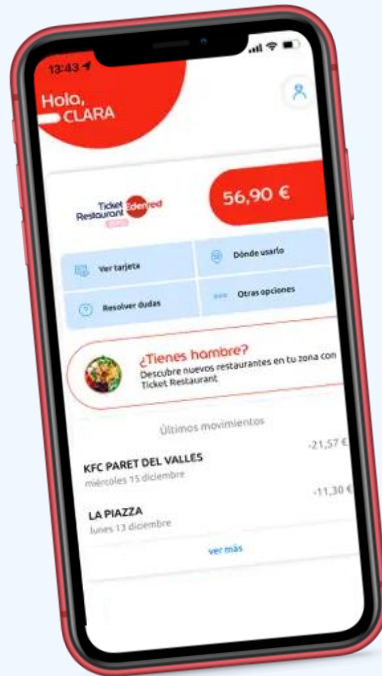 13:43
Hola,
CLARA
Ticket
Restaurant Edenred
56,90 €
Ver tarjeta
Dónde usarlo
Resolver dudas
Otras opciones
¿Tienes hambre?
Descubre nuevos restaurantes en tu zona con
Ticket Restaurant
Últimos movimientos
KFC PARET DEL VALLES
-21,57 €
miércoles 15 diciembre
LA PIAZZA
-11,30 €
lunes 13 diciembre
ver más